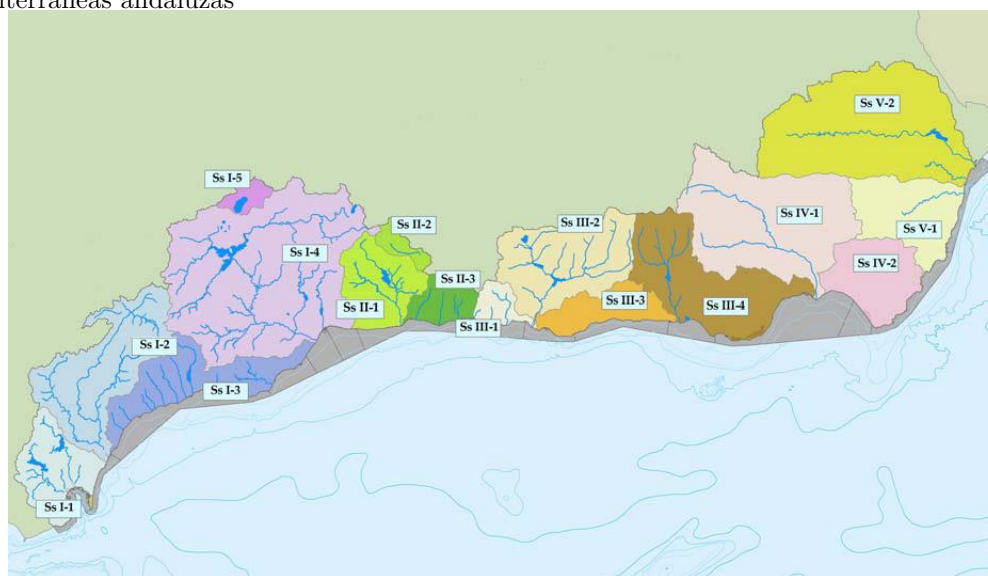 mediterráneas andaluzas
Ss V-2
Ss I-5
Ss II-2
Ss III-2
Ss IV-1
Ss V-1
Ss I-4
Ss IV-2
Ss II-3
Ss II-1
Ss III-3
Ss III-4
Ss III-1
Ss I-2
Ss I-3
Ss I-1